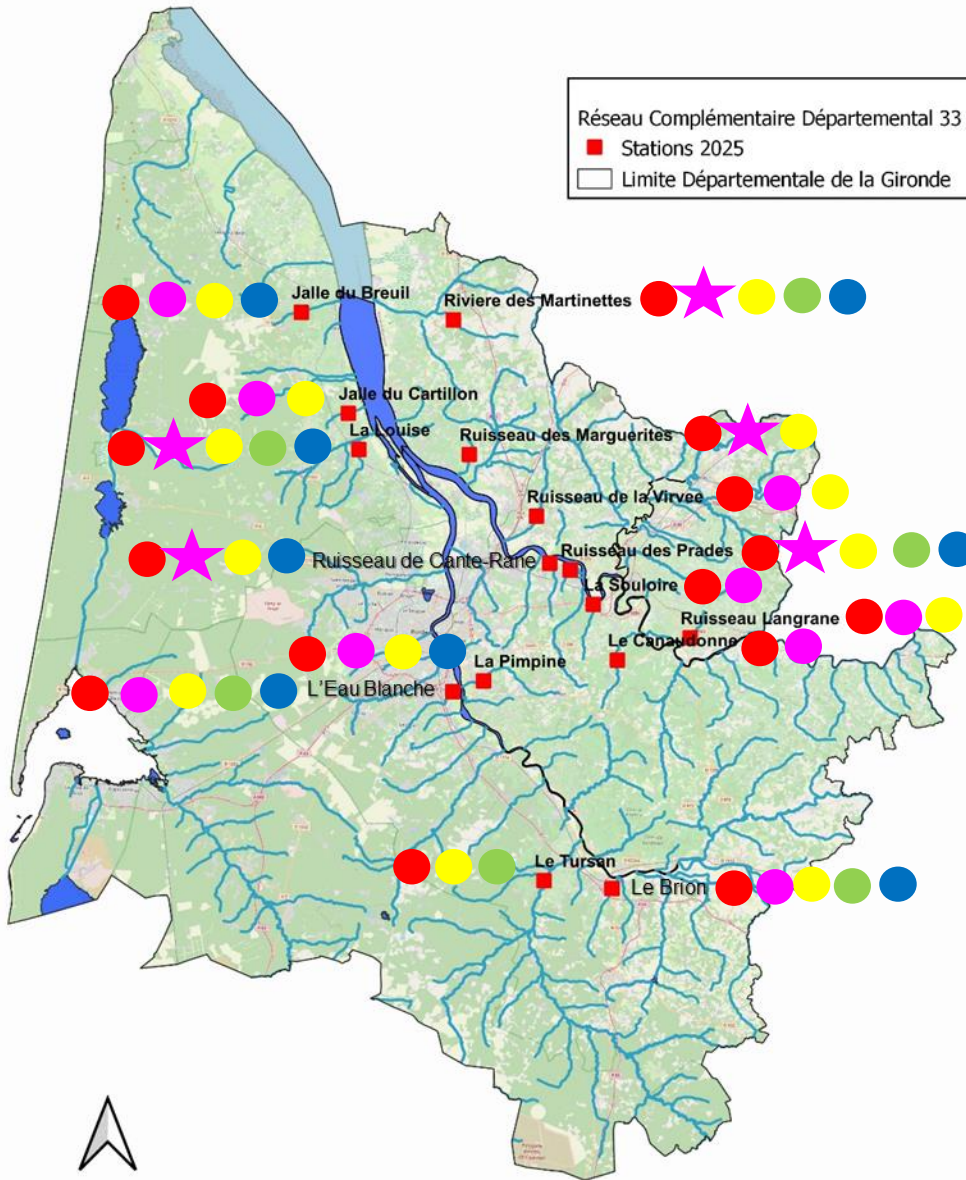 Réseau Complémentaire Départemental 33
Stations 2025
Limite Départementale de la Gironde
Jalle du Breuil
Riviere des Martinettes
Jalle du Cartillon
La Louise
Ruisseau des Marguerites
Ruisseau de la Virvee
Ruisseau de Cante-Rane
Ruisseau des Prades
La Souloire
Ruisseau Langrane
Le Canaudonne
La Pimpine
L'Eau Blanche
Le Tursan
Le Brion